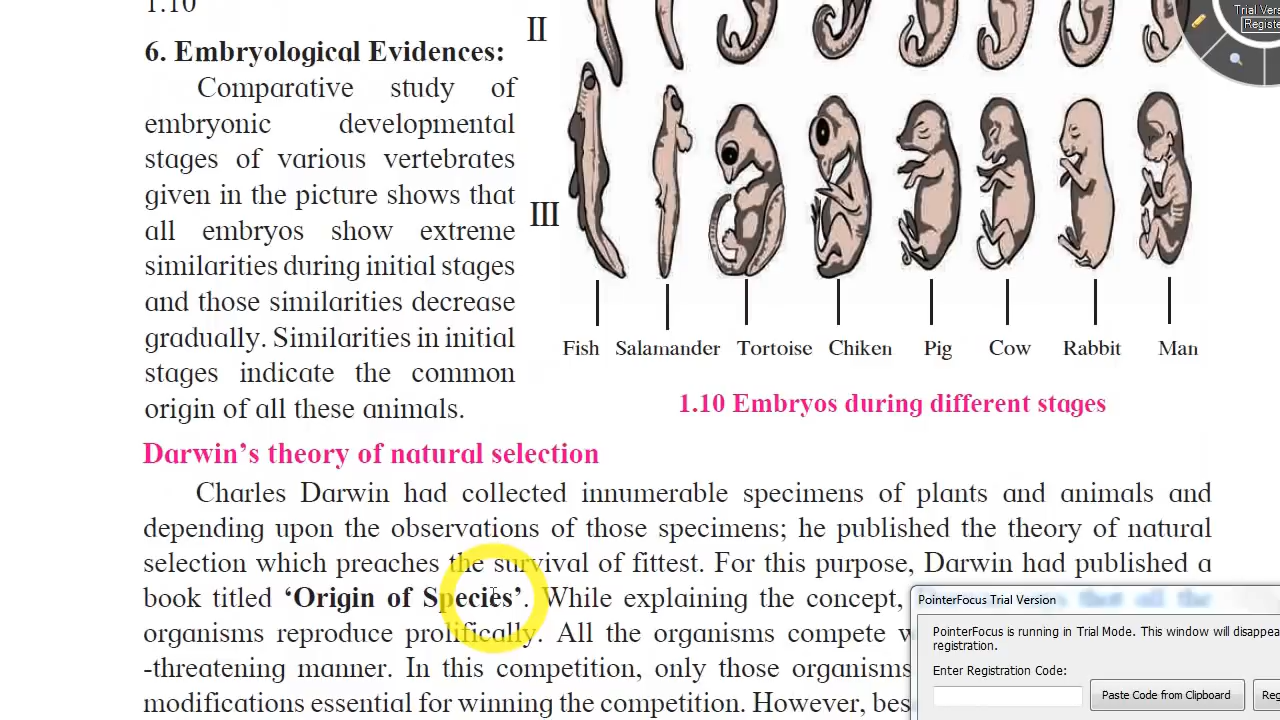 1.10
II
6. Embryological Evidences:
Comparative study of
embryonic developmental
stages of various vertebrates
given in the picture shows that
all embryos show extreme
similarities during initial stages
and those similarities decrease
gradually. Similarities in initial
stages indicate the common
origin of all these animals.
III
Fish Salamander Tortoise Chiken Pig Cow Rabbit Man
1.10 Embryos during different stages
Darwin’s theory of natural selection
Charles Darwin had collected innumerable specimens of plants and animals and
depending upon the observations of those specimens; he published the theory of natural
selection which preaches the survival of fittest. For this purpose, Darwin had published a
book titled ‘Origin of Species’. While explaining the concept, that all the
organisms reproduce prolifically. All the organisms compete
-threatening manner. In this competition, only those organisms
modifications essential for winning the competition. However,
Trial Vers
Registe
PointerFocus Trial Version
PointerFocus is running in Trial Mode. This window will disappea
registration.
Enter Registration Code:
Paste Code from Clipboard
Reg